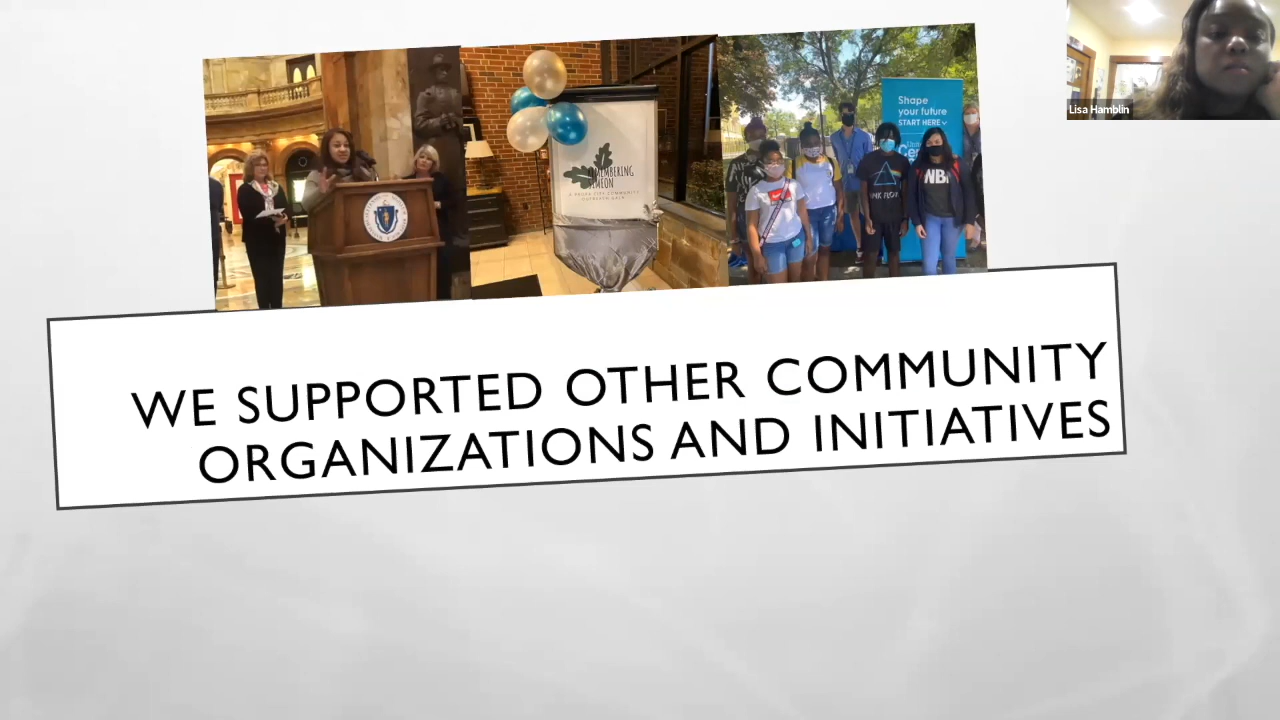 Lisa Hamblin
Shape
your future
START HERE
WE SUPPORTED OTHER COMMUNITY
ORGANIZATIONS AND INITIATIVES